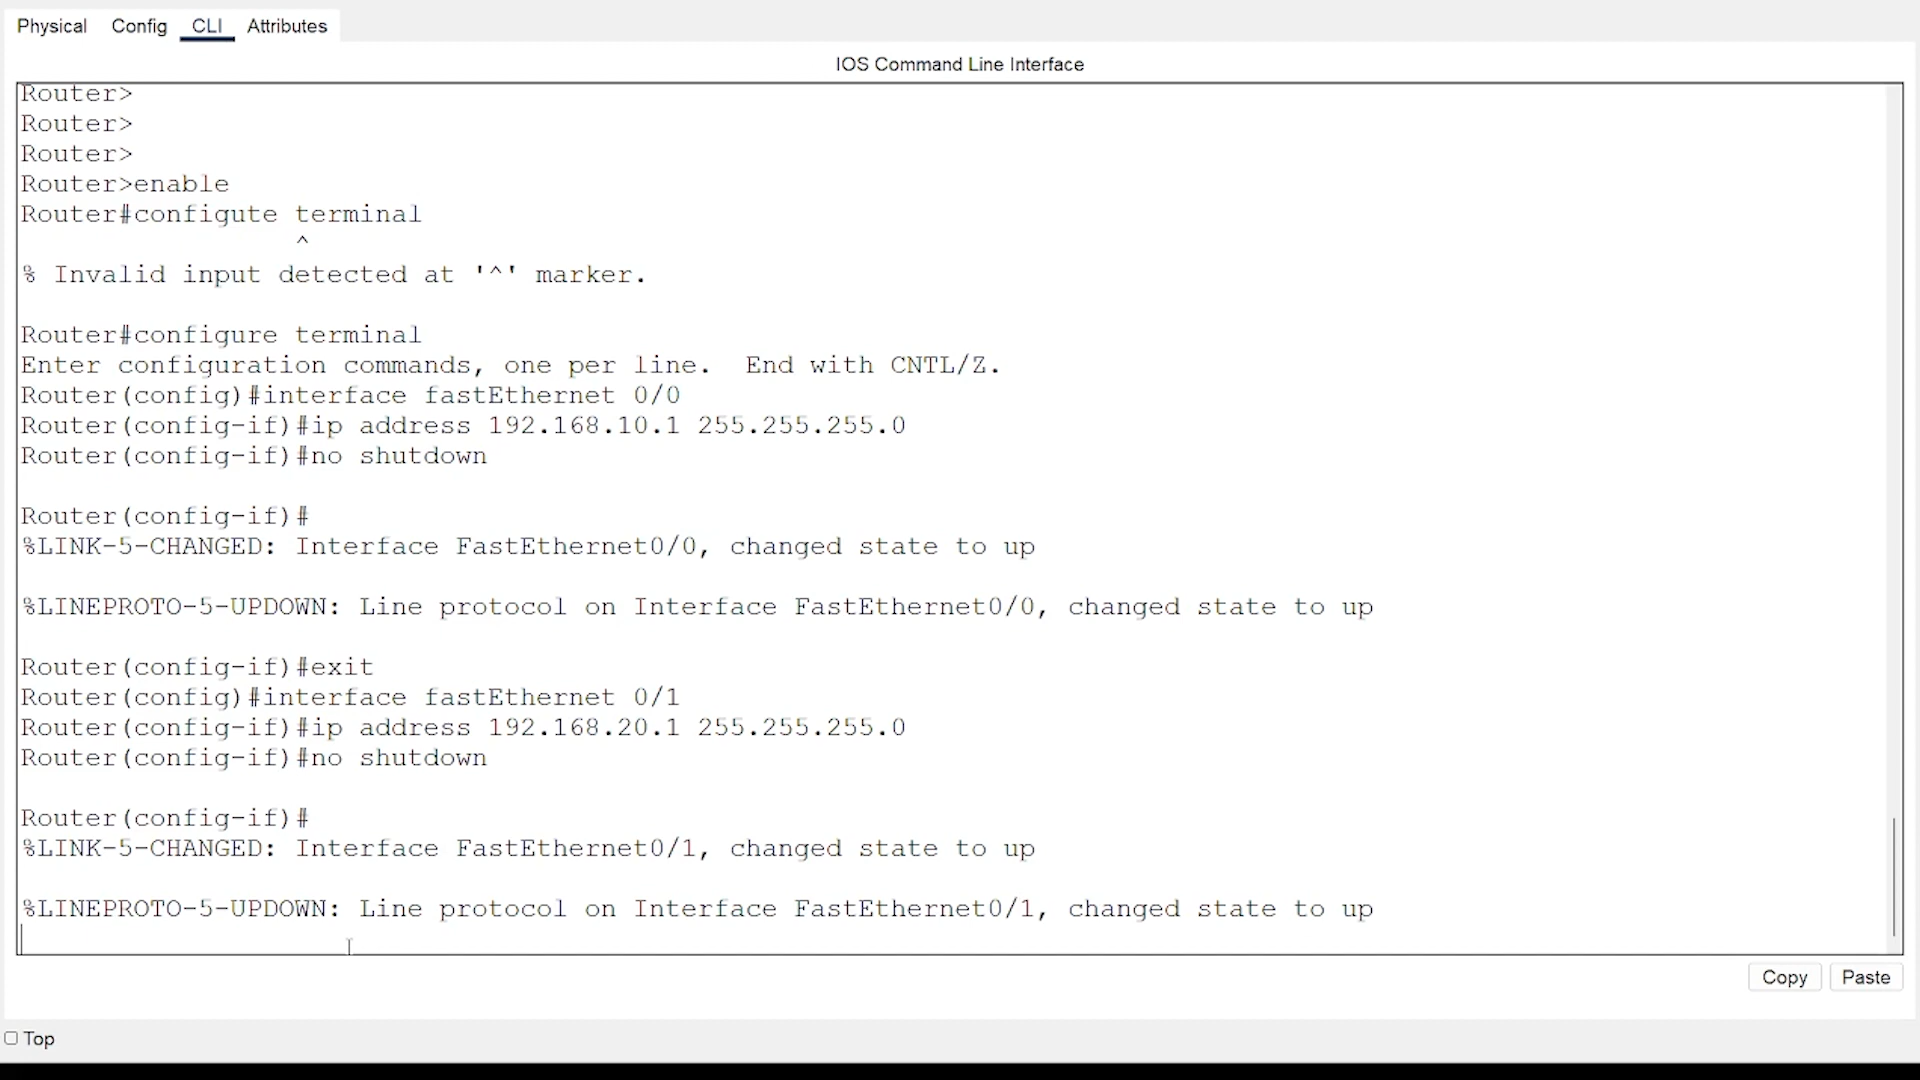 Physical Config CLI Attributes
IOS Command Line Interface
Router>
Router>
Router>
Router>enable
Router#configute terminal
^
% Invalid input detected at '^' marker.
Router#configure terminal
Enter configuration commands, one per line. End with CNTL/Z.
Router(config)#interface fastEthernet 0/0
Router(config-if)#ip address 192.168.10.1 255.255.255.0
Router(config-if)#no shutdown
Router(config-if)#
%LINK-5-CHANGED: Interface FastEthernet0/0, changed state to up
%LINEPROTO-5-UPDOWN: Line protocol on Interface FastEthernet0/0, changed state to up
Router(config-if)#exit
Router(config)#interface fastEthernet 0/1
Router(config-if)#ip address 192.168.20.1 255.255.255.0
Router(config-if)#no shutdown
Router(config-if)#
%LINK-5-CHANGED: Interface FastEthernet0/1, changed state to up
%LINEPROTO-5-UPDOWN: Line protocol on Interface FastEthernet0/1, changed state to up
Copy Paste
Top